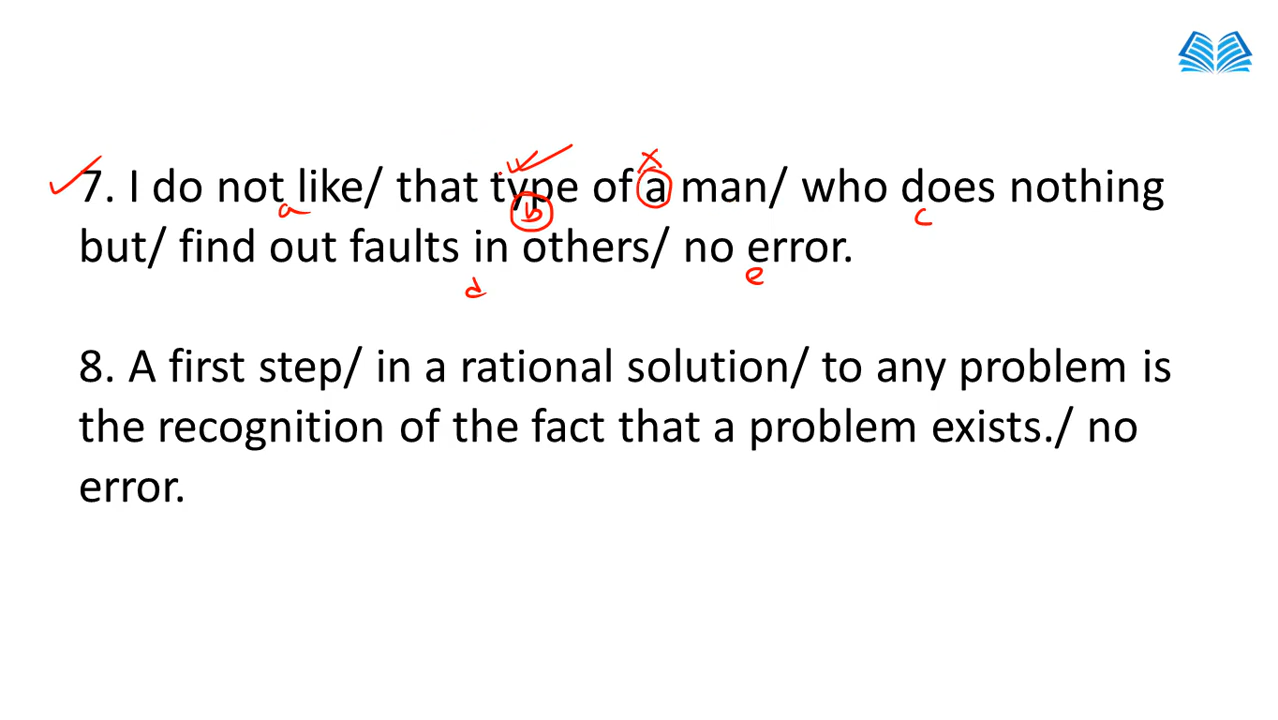 x
7. I do not like/ that type of a man/ who does nothing
a b c
but/ find out faults in others/ no error.
d e
8. A first step/ in a rational solution/ to any problem is
the recognition of the fact that a problem exists./ no
error.